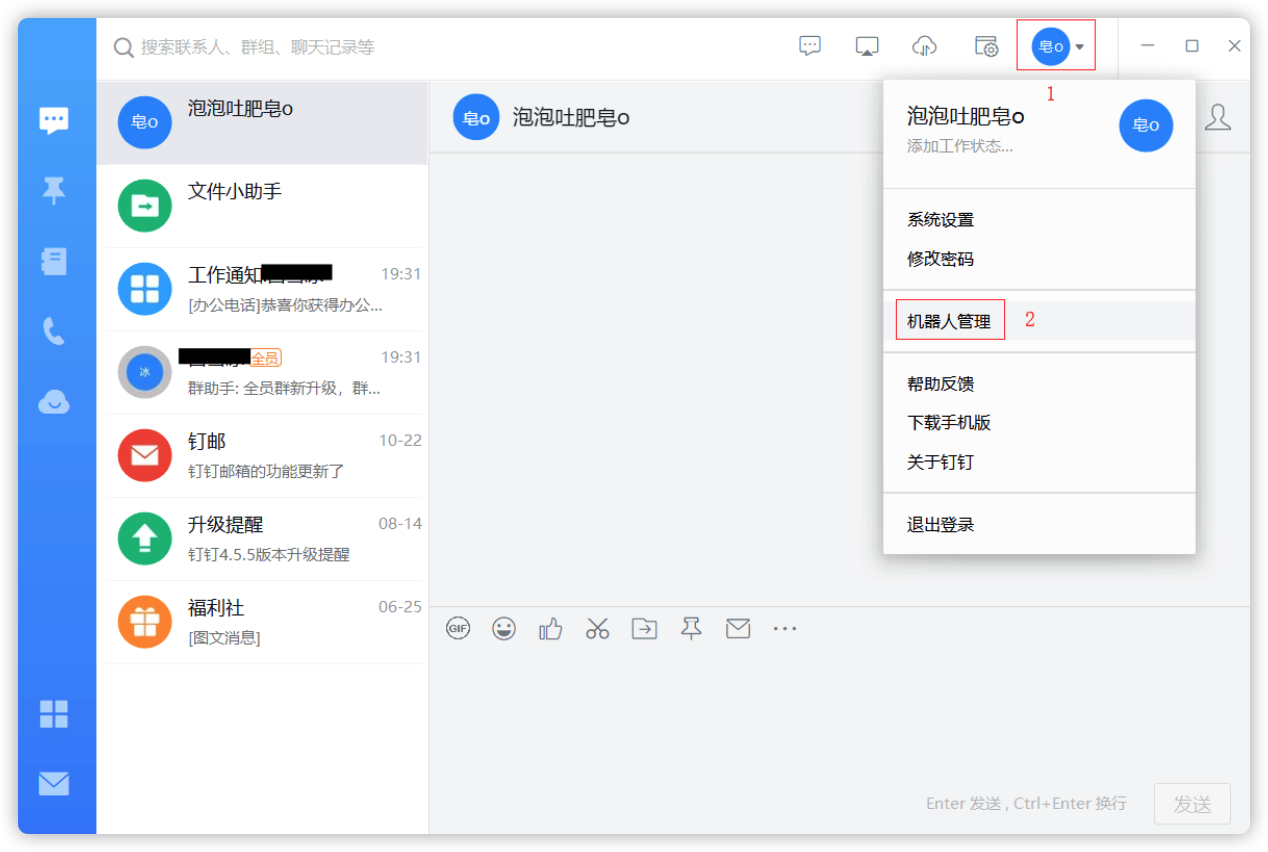 搜索联系人、群组、聊天记录等
皂o
1
皂o
泡泡吐肥皂o
文件小助手
工作通知
19:31
[办公电话]恭喜你获得办公...
冰
全员
19:31
群助手: 全员群新升级，群...
钉邮
10-22
钉钉邮箱的功能更新了
升级提醒
08-14
钉钉4.5.5版本升级提醒
福利社
06-25
[图文消息]
皂o
泡泡吐肥皂o
泡泡吐肥皂o
添加工作状态...
皂o
系统设置
修改密码
机器人管理
2
帮助反馈
下载手机版
关于钉钉
退出登录
GIF
Enter 发送 , Ctrl+Enter 换行
发送